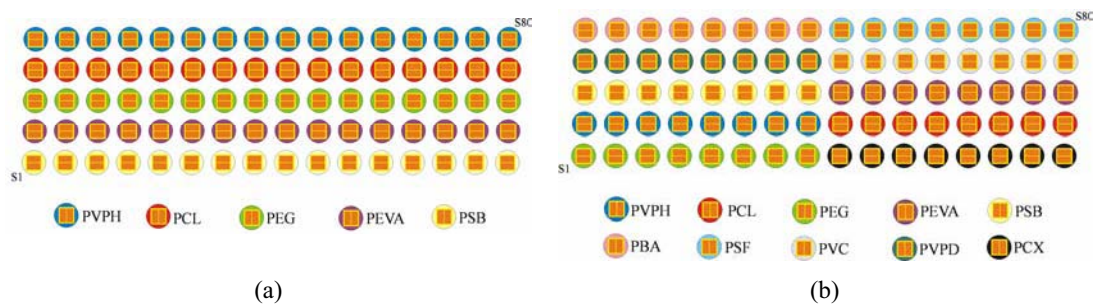 S80
S1
PVPH PCL PEG PEVA PSB
(a)
S80
S1
PVPH PCL PEG PEVA PSB
PBA PSF PVC PVPD PCX
(b)